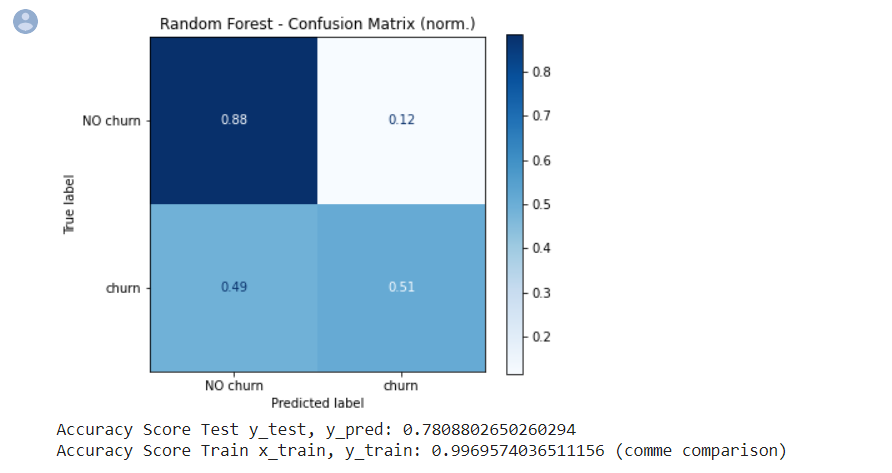 Random Forest - Confusion Matrix (norm.)
NO churn
0.88
0.12
True label
churn
0.49
0.51
NO churn
churn
Predicted label
0.8
0.7
0.6
0.5
0.4
0.3
0.2
Accuracy Score Test y_test, y_pred: 0.7808802650260294
Accuracy Score Train x_train, y_train: 0.9969574036511156 (comme comparison)